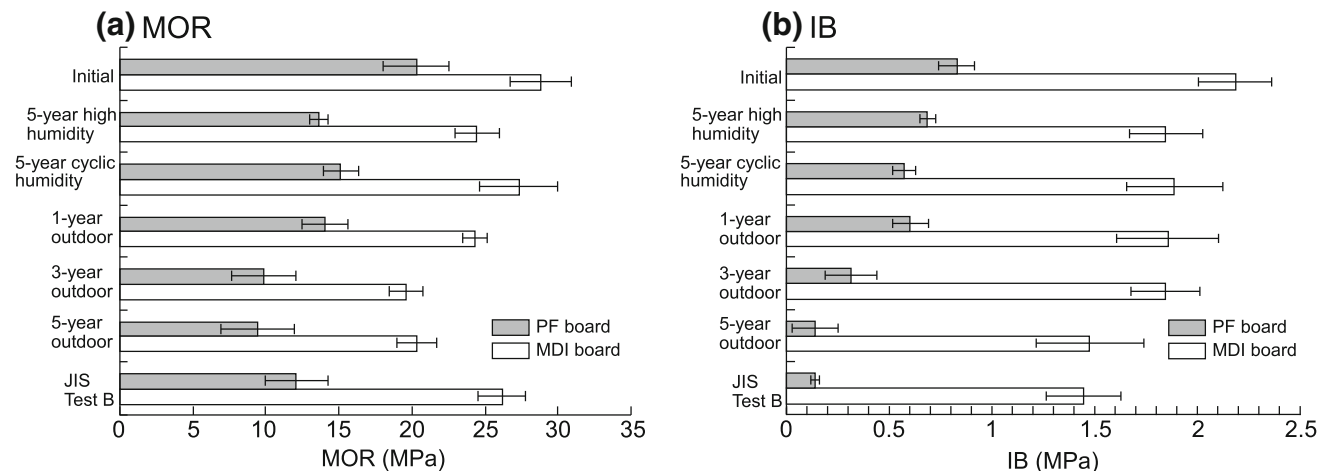 (a) MOR
Initial
5-year high
humidity
5-year cyclic
humidity
1-year
outdoor
3-year
outdoor
5-year
outdoor
JIS
Test B
PF board
MDI board
0 5 10 15 20 25 30 35
MOR (MPa)
(b) IB
Initial
5-year high
humidity
5-year cyclic
humidity
1-year
outdoor
3-year
outdoor
5-year
outdoor
JIS
Test B
PF board
MDI board
0 0.5 1 1.5 2 2.5
IB (MPa)